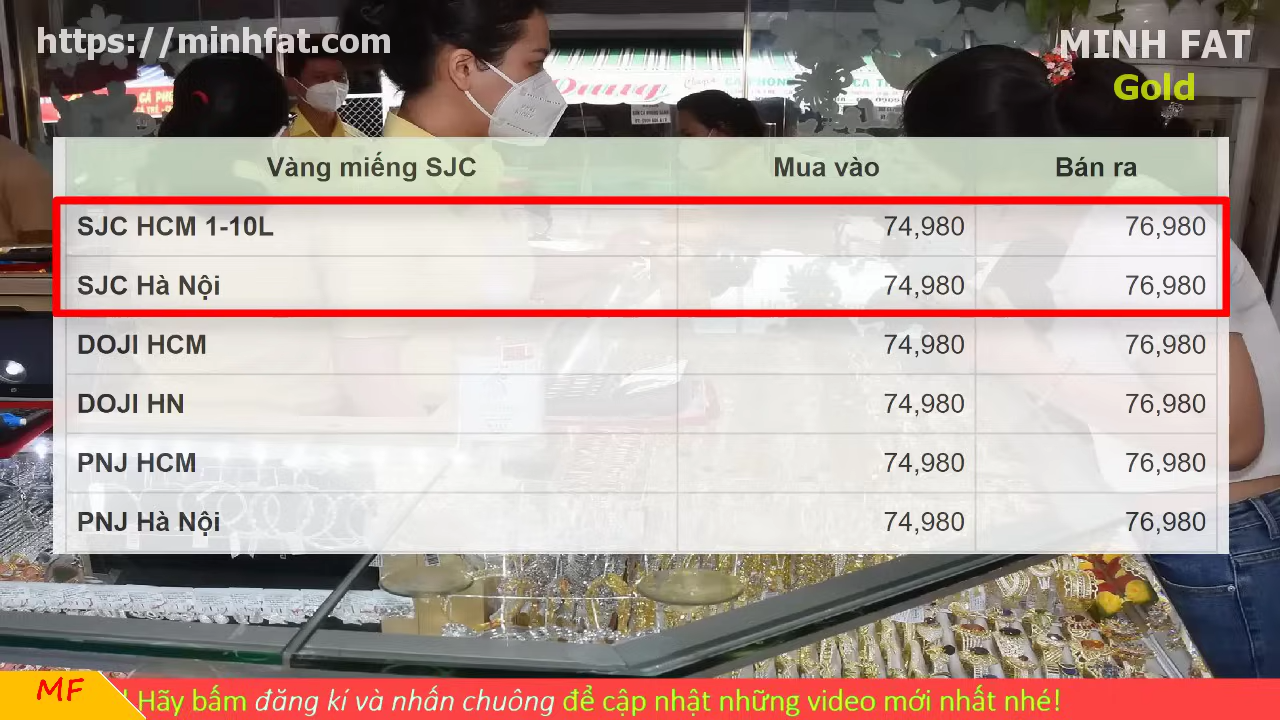 https://minhfat.com
MINH FAT
Gold
Vàng miếng SJC Mua vào Bán ra
SJC HCM 1-10L 74,980 76,980
SJC Hà Nội 74,980 76,980
DOJI HCM 74,980 76,980
DOJI HN 74,980 76,980
PNJ HCM 74,980 76,980
PNJ Hà Nội 74,980 76,980
MF ! Hãy bấm đăng kí và nhấn chuông để cập nhật những video mới nhất nhé!